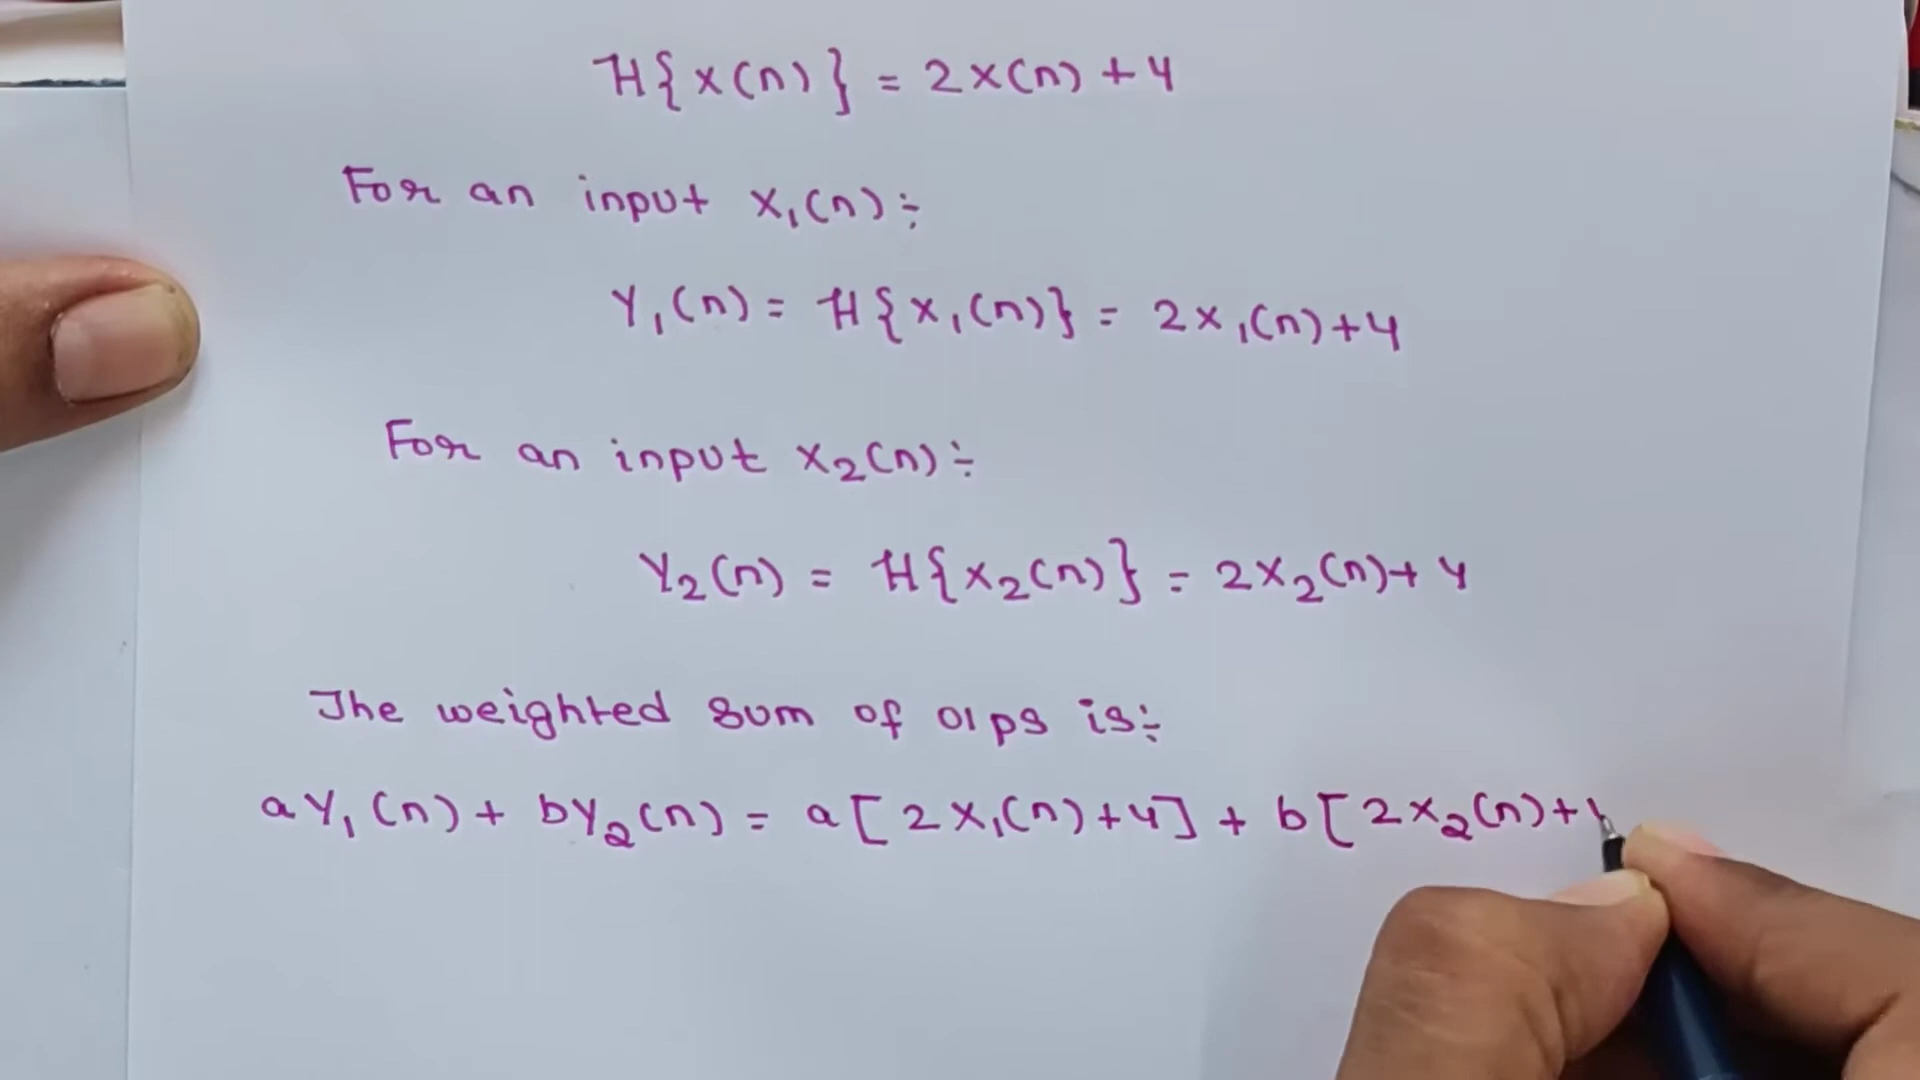 H{x(n)} = 2x(n) + 4
For an input x₁(n) ÷
y₁(n) = H{x₁(n)} = 2x₁(n) + 4
For an input x₂(n) ÷
y₂(n) = H{x₂(n)} = 2x₂(n) + 4
The weighted sum of o/ps is ÷
ay₁(n) + by₂(n) = a[2x₁(n) + 4] + b[2x₂(n) +